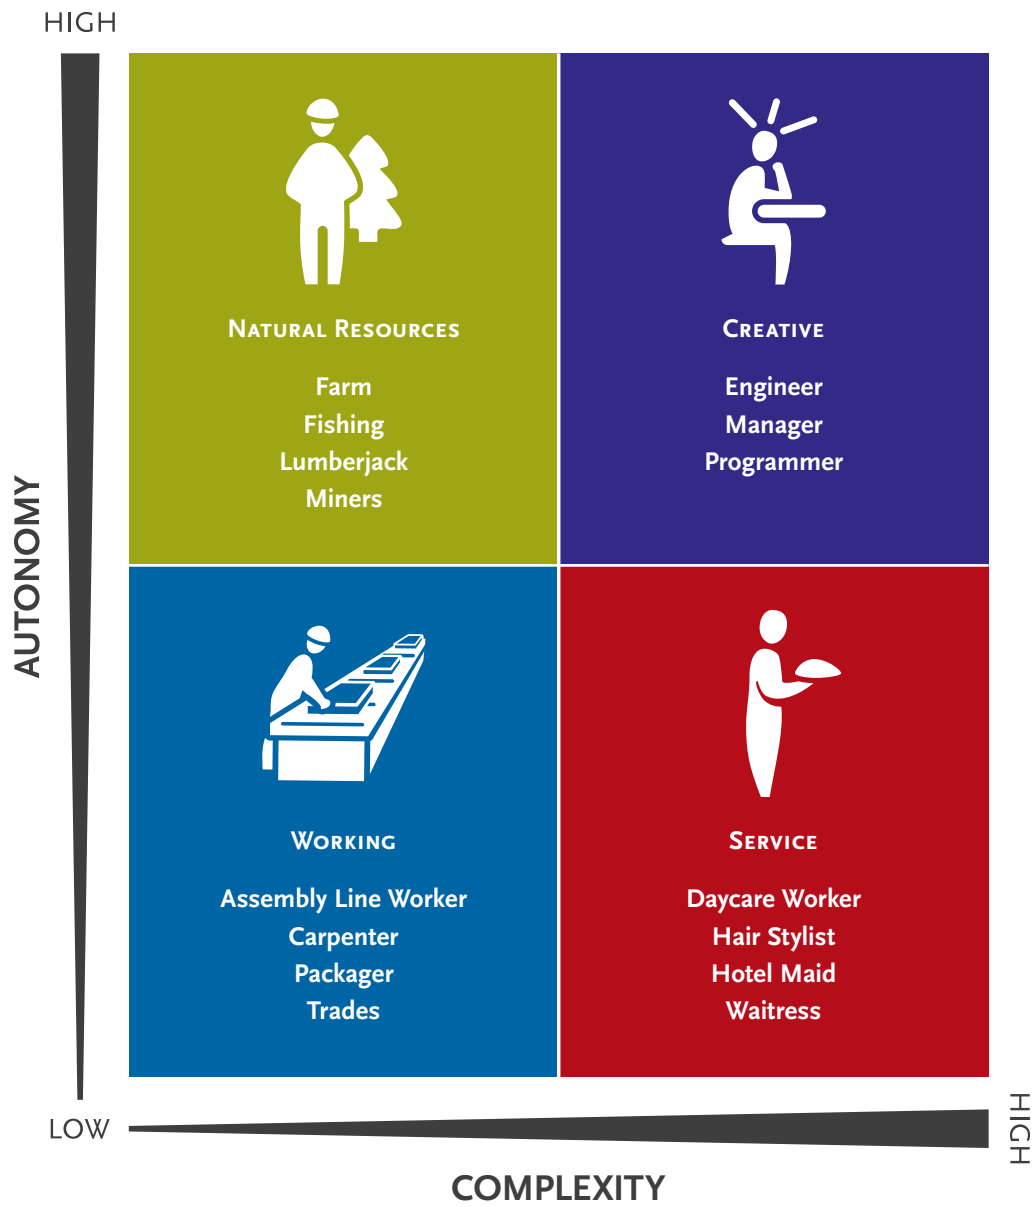 HIGH
AUTONOMY
Natural Resources
Farm
Fishing
Lumberjack
Miners
Creative
Engineer
Manager
Programmer
Working
Assembly Line Worker
Carpenter
Packager
Trades
Service
Daycare Worker
Hair Stylist
Hotel Maid
Waitress
LOW
HIGH
COMPLEXITY